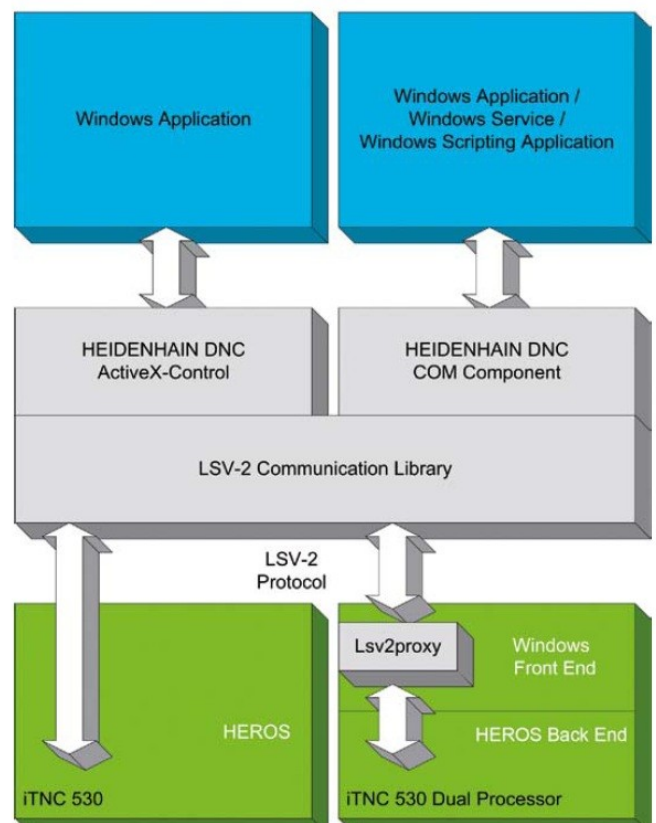 Windows Application
Windows Application /
Windows Service /
Windows Scripting Application
HEIDENHAIN DNC
ActiveX-Control
HEIDENHAIN DNC
COM Component
LSV-2 Communication Library
LSV-2
Protocol
Lsv2proxy
Windows
Front End
HEROS
HEROS Back End
iTNC 530
iTNC 530 Dual Processor